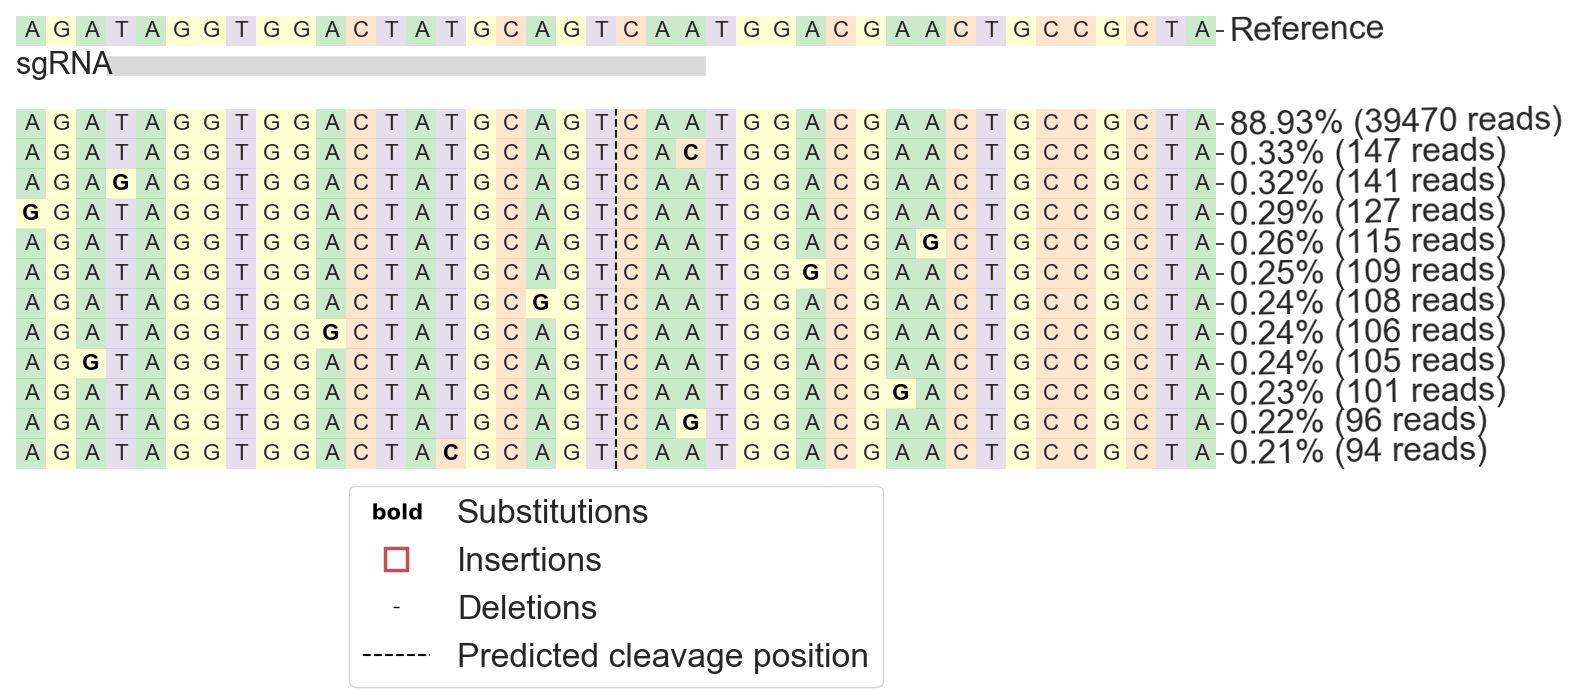 A G A T A G G T G G A C T A T G C A G T C A A T G G A C G A A C T G C C G C T A - Reference
sgRNA
A G A T A G G T G G A C T A T G C A G T C A A T G G A C G A A C T G C C G C T A - 88.93% (39470 reads)
A G A T A G G T G G A C T A T G C A G T C A C T G G A C G A A C T G C C G C T A - 0.33% (147 reads)
A G A G A G G T G G A C T A T G C A G T C A A T G G A C G A A C T G C C G C T A - 0.32% (141 reads)
G G A T A G G T G G A C T A T G C A G T C A A T G G A C G A A C T G C C G C T A - 0.29% (127 reads)
A G A T A G G T G G A C T A T G C A G T C A A T G G A C G A G C T G C C G C T A - 0.26% (115 reads)
A G A T A G G T G G A C T A T G C A G T C A A T G G G C G A A C T G C C G C T A - 0.25% (109 reads)
A G A T A G G T G G A C T A T G C G G T C A A T G G A C G A A C T G C C G C T A - 0.24% (108 reads)
A G A T A G G T G G G C T A T G C A G T C A A T G G A C G A A C T G C C G C T A - 0.24% (106 reads)
A G G T A G G T G G A C T A T G C A G T C A A T G G A C G A A C T G C C G C T A - 0.24% (105 reads)
A G A T A G G T G G A C T A T G C A G T C A A T G G A C G G A C T G C C G C T A - 0.23% (101 reads)
A G A T A G G T G G A C T A T G C A G T C A G T G G A C G A A C T G C C G C T A - 0.22% (96 reads)
A G A T A G G T G G A C T A C G C A G T C A A T G G A C G A A C T G C C G C T A - 0.21% (94 reads)
bold Substitutions
Insertions
- Deletions
Predicted cleavage position